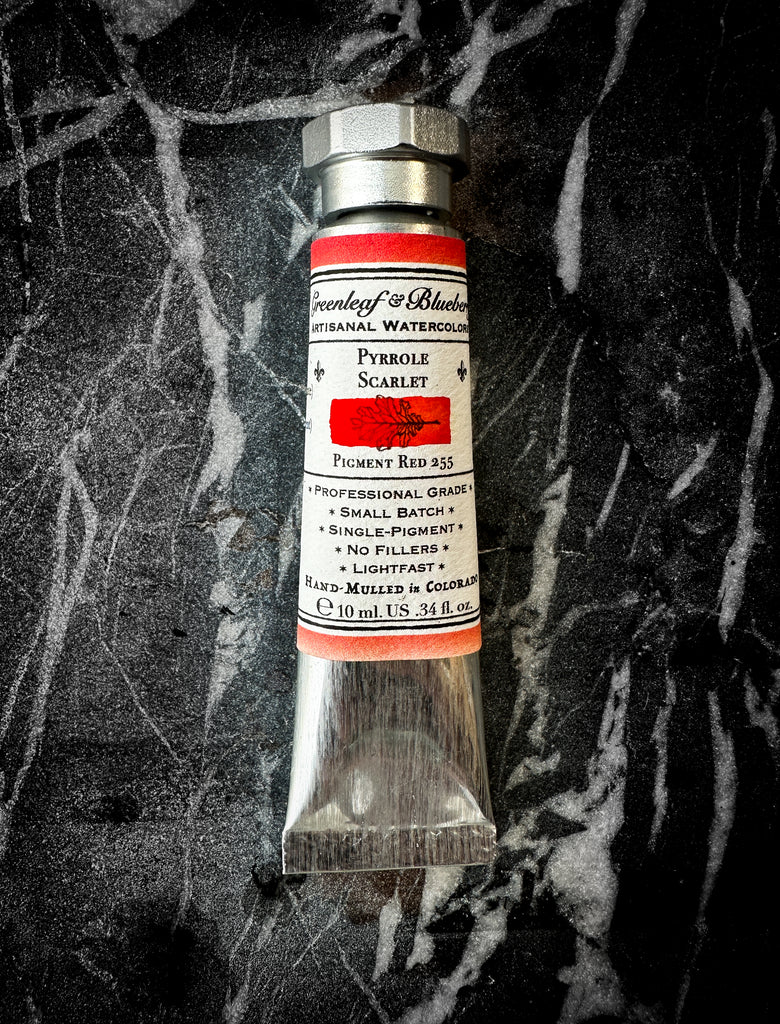 Greenleaf & Blueber
Artisanal Watercolors
Pyrrole
Scarlet
Pigment Red 255
* Professional Grade *
* Small Batch *
* Single-Pigment *
* No Fillers *
* Lightfast *
Hand-Mulled in Colorado
℮ 10 ml. US .34 fl. oz.